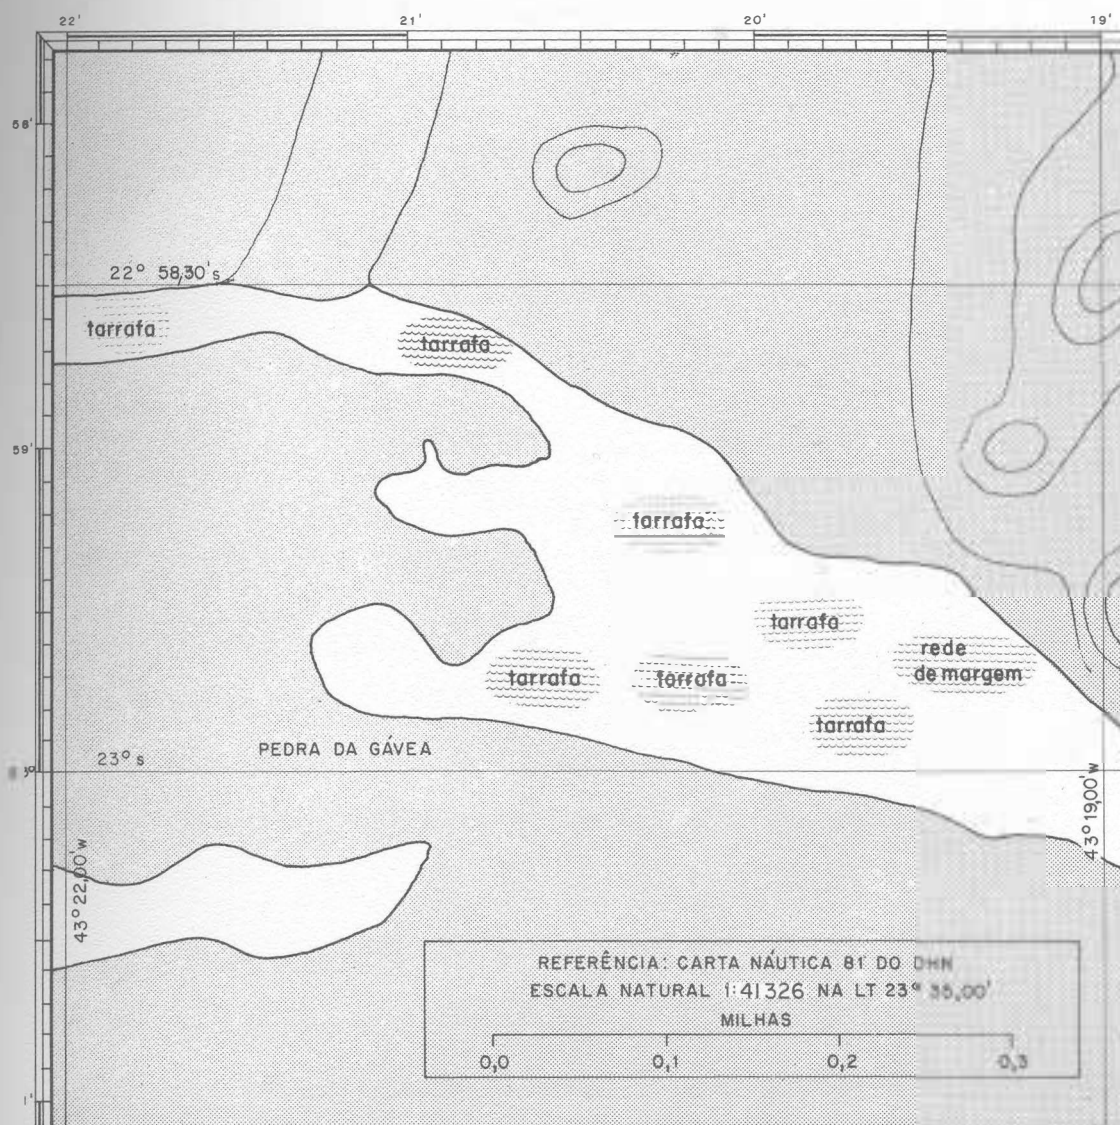 22' 21' 20' 19'
58'
22° 58,30' s
tarrafa
tarrafa
59'
tarrafa
tarrafa
rede
de margem
tarrafa
tarrafa
tarrafa
PEDRA DA GÁVEA
23° s
43° 22,00' w
43° 19,00' w
REFERÊNCIA: CARTA NÁUTICA 81 DO DHN
ESCALA NATURAL 1:41326 NA LT 23° 35,00'
MILHAS
0,0 0,1 0,2 0,3
1'